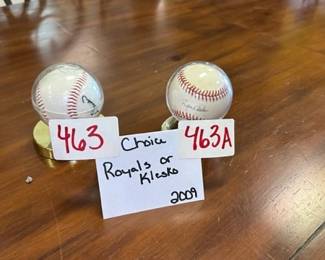 463
463A
Choice
Royals or
Klesko
2009